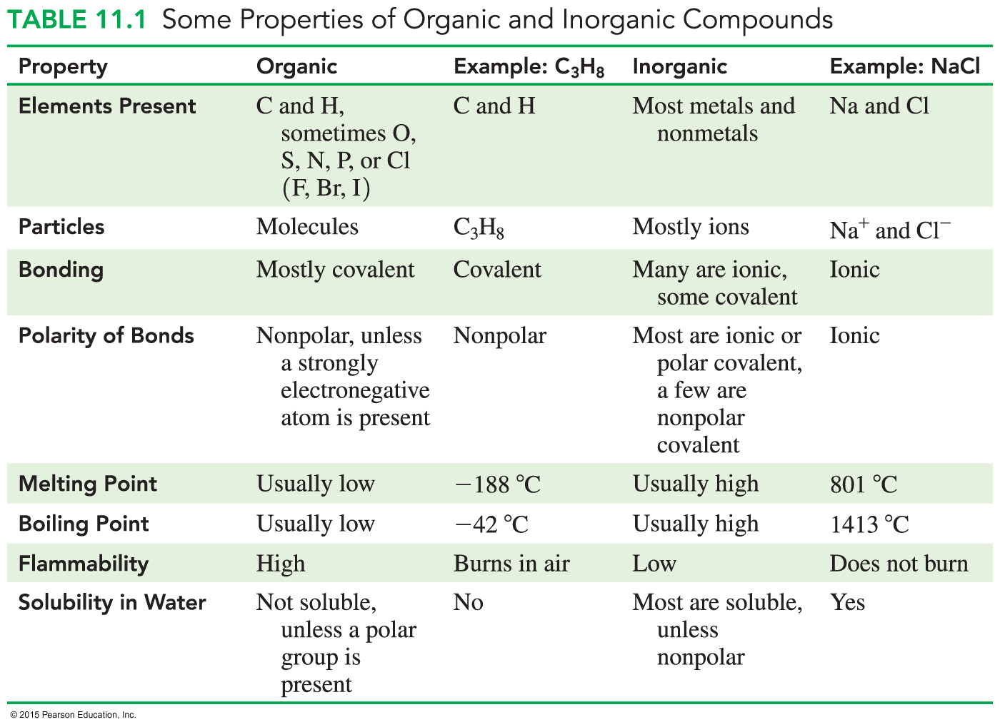 TABLE 11.1 Some Properties of Organic and Inorganic Compounds
Property Organic Example: C₃H₈ Inorganic Example: NaCl
Elements Present C and H, C and H Most metals and Na and Cl
sometimes O, nonmetals
S, N, P, or Cl
(F, Br, I)
Particles Molecules C₃H₈ Mostly ions Na⁺ and Cl⁻
Bonding Mostly covalent Covalent Many are ionic, Ionic
some covalent
Polarity of Bonds Nonpolar, unless Nonpolar Most are ionic or Ionic
a strongly polar covalent,
electronegative a few are
atom is present nonpolar
covalent
Melting Point Usually low −188 °C Usually high 801 °C
Boiling Point Usually low −42 °C Usually high 1413 °C
Flammability High Burns in air Low Does not burn
Solubility in Water Not soluble, No Most are soluble, Yes
unless a polar unless
group is nonpolar
present
© 2015 Pearson Education, Inc.